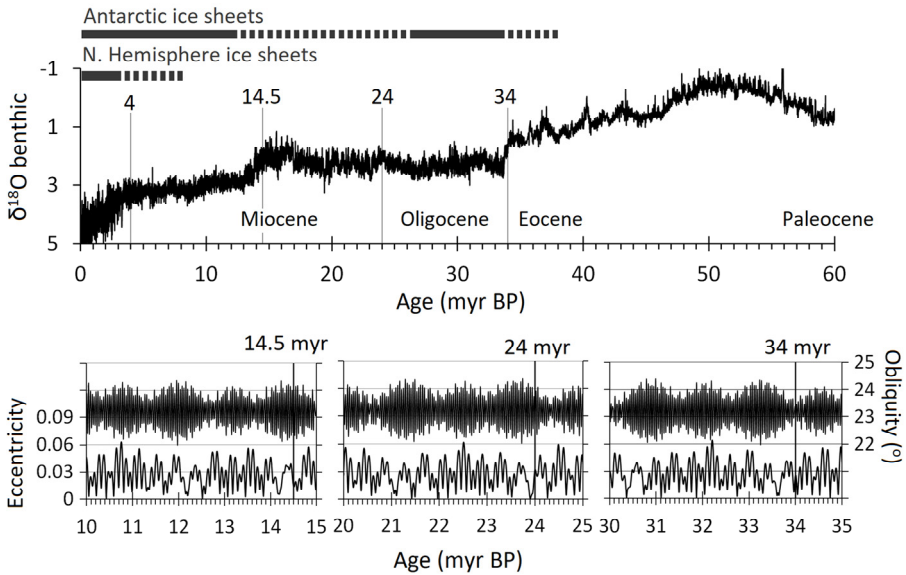 Antarctic ice sheets
N. Hemisphere ice sheets
-1
1
3
5
δ¹⁸O benthic
4
14.5
24
34
Miocene
Oligocene
Eocene
Paleocene
0
10
20
30
40
50
60
Age (myr BP)
14.5 myr
24 myr
34 myr
Eccentricity
0.09
0.06
0.03
0
25
24
23
22
Obliquity (°)
10
11
12
13
14
15
20
21
22
23
24
25
30
31
32
33
34
35
Age (myr BP)